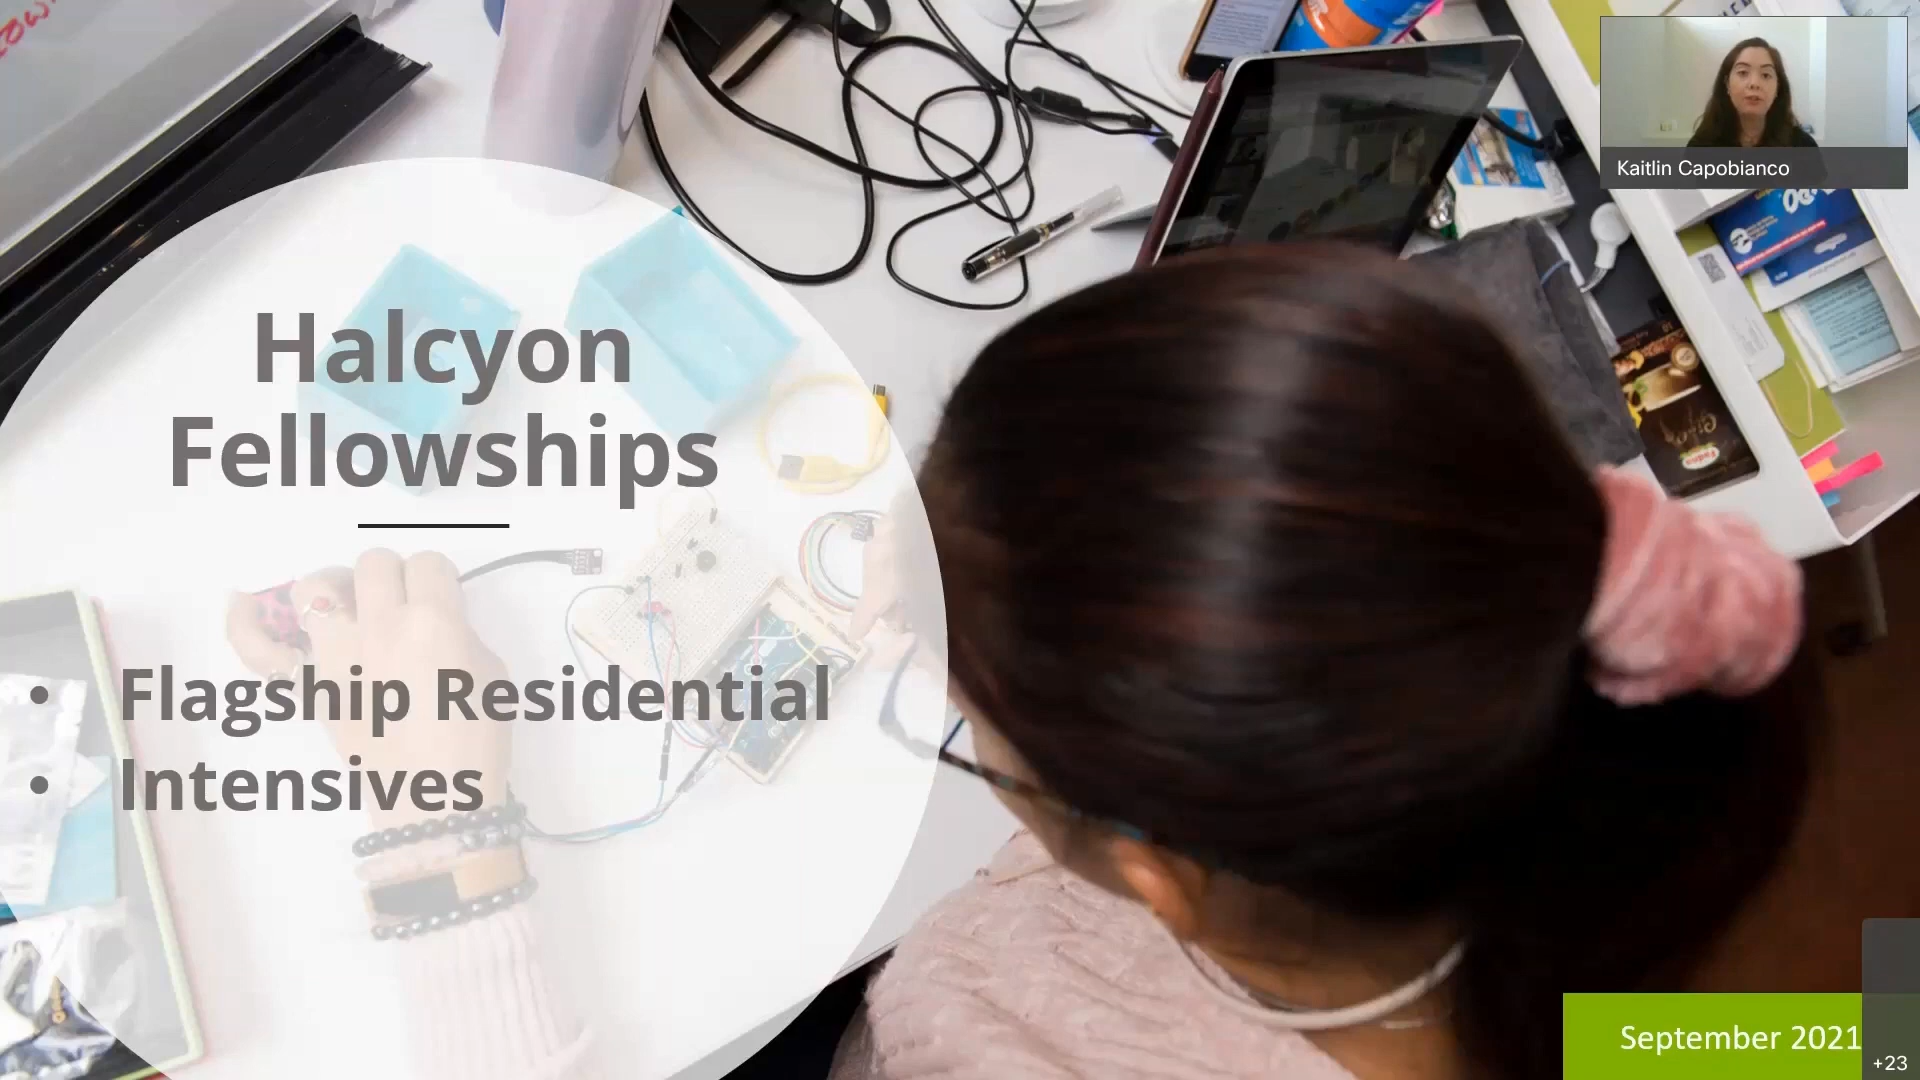 Kaitlin Capobianco
Halcyon
Fellowships
• Flagship Residential
• Intensives
September 2021
+23